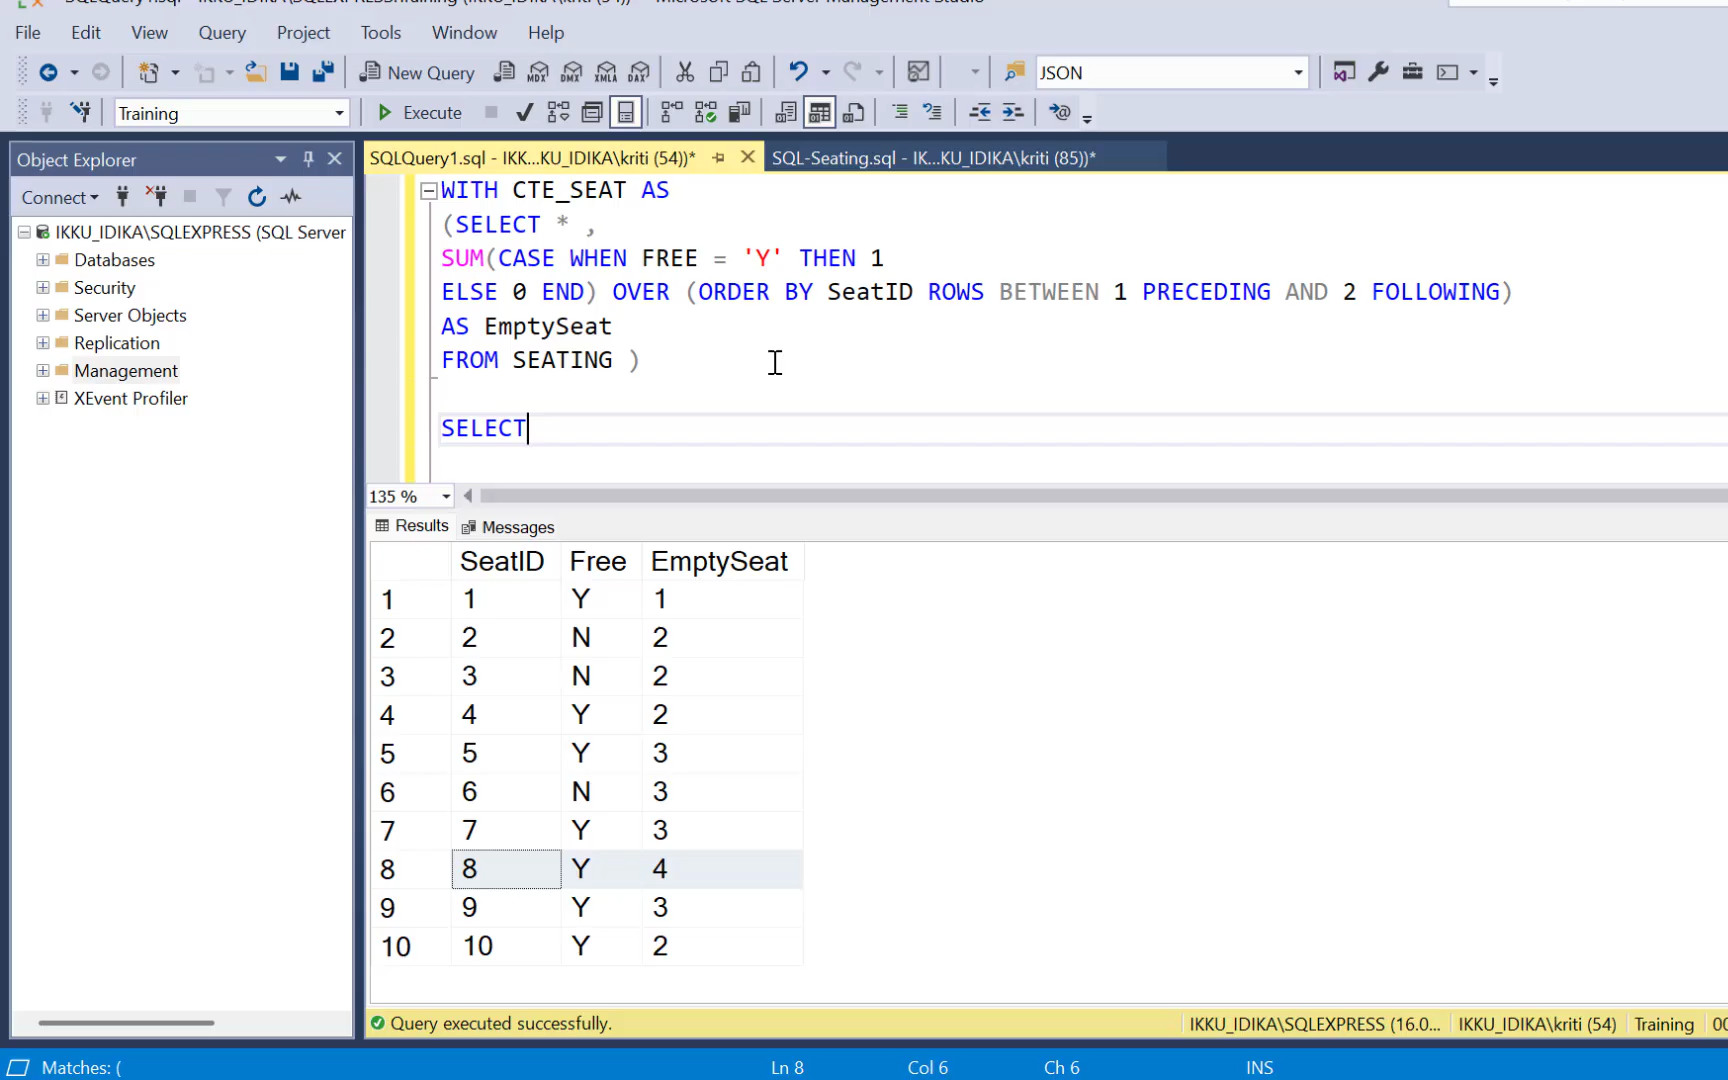 File Edit View Query Project Tools Window Help
New Query MDX DMX XMLA DAX JSON
Training Execute
Object Explorer
SQLQuery1.sql - IKK...KU_IDIKA\kriti (54))* SQL-Seating.sql - IK...KU_IDIKA\kriti (85))*
Connect
IKKU_IDIKA\SQLEXPRESS (SQL Server
Databases
Security
Server Objects
Replication
Management
XEvent Profiler
WITH CTE_SEAT AS
(SELECT * ,
SUM(CASE WHEN FREE = 'Y' THEN 1
ELSE 0 END) OVER (ORDER BY SeatID ROWS BETWEEN 1 PRECEDING AND 2 FOLLOWING)
AS EmptySeat
FROM SEATING )
SELECT
135 %
Results Messages
SeatID Free EmptySeat
1 1 Y 1
2 2 N 2
3 3 N 2
4 4 Y 2
5 5 Y 3
6 6 N 3
7 7 Y 3
8 8 Y 4
9 9 Y 3
10 10 Y 2
Query executed successfully. IKKU_IDIKA\SQLEXPRESS (16.0... IKKU_IDIKA\kriti (54) Training 00
Matches: ( Ln 8 Col 6 Ch 6 INS